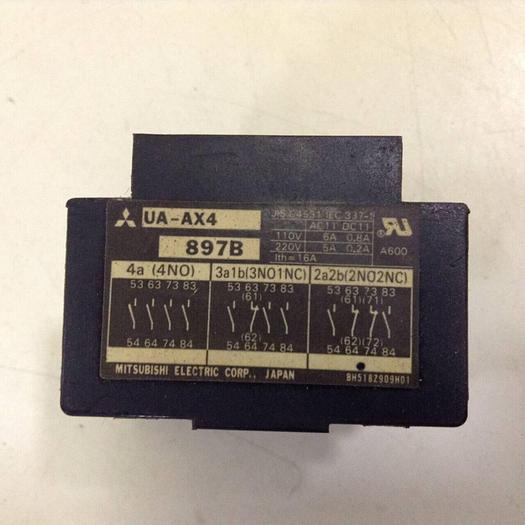 UA-AX4
897B
JIS C4531 IEC 337-1
AC11 DC11
110V 6A 0.8A
220V 5A 0.2A
Ith=16A
A600
4a (4NO)
53 63 73 83
54 64 74 84
3a1b(3NO1NC)
53 63 73 83
(61)
(62)
54 64 74 84
2a2b(2NO2NC)
53 63 73 83
(61)(71)
(62)(72)
54 64 74 84
MITSUBISHI ELECTRIC CORP., JAPAN
BH518Z909H01